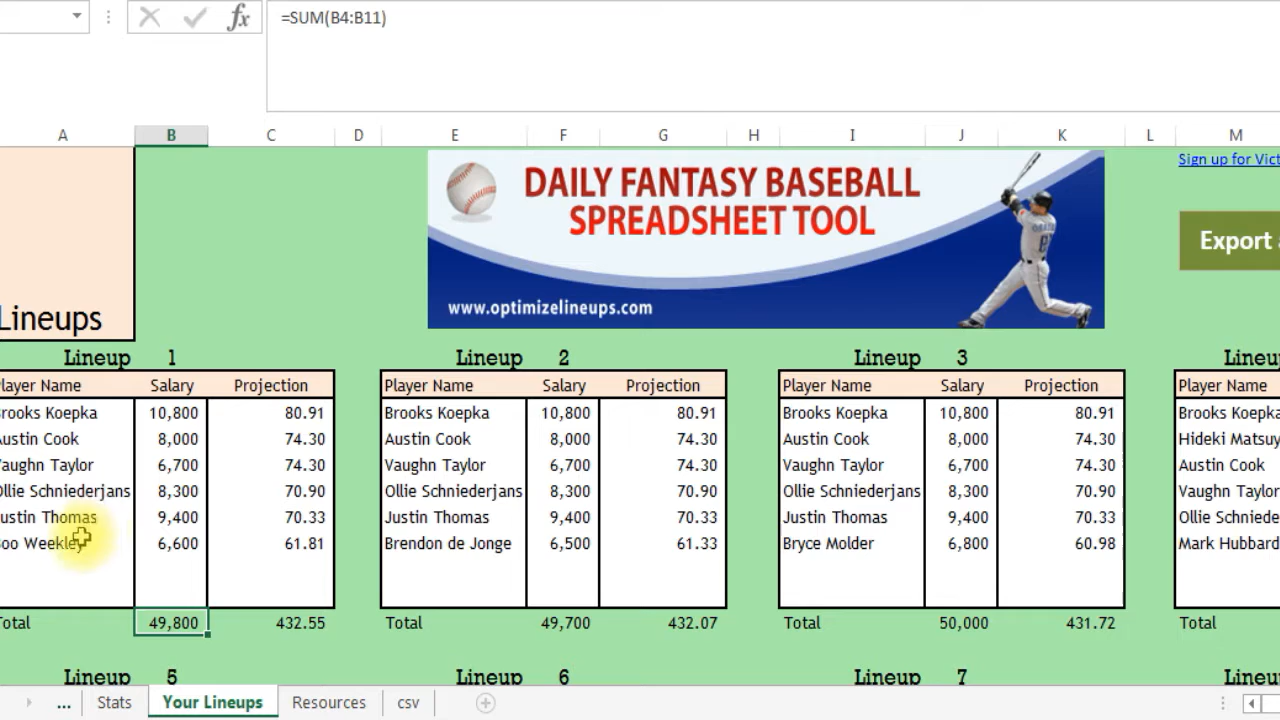 =SUM(B4:B11)
A B C D E F G H I J K L M
DAILY FANTASY BASEBALL
SPREADSHEET TOOL
www.optimizelineups.com
Sign up for Vict
Export
Lineups
Lineup 1 Lineup 2 Lineup 3 Lineu
layer Name Salary Projection Player Name Salary Projection Player Name Salary Projection Player Name
rooks Koepka 10,800 80.91 Brooks Koepka 10,800 80.91 Brooks Koepka 10,800 80.91 Brooks Koepk
ustin Cook 8,000 74.30 Austin Cook 8,000 74.30 Austin Cook 8,000 74.30 Hideki Matsuy
aughn Taylor 6,700 74.30 Vaughn Taylor 6,700 74.30 Vaughn Taylor 6,700 74.30 Austin Cook
Ollie Schniederjans 8,300 70.90 Ollie Schniederjans 8,300 70.90 Ollie Schniederjans 8,300 70.90 Vaughn Taylor
ustin Thomas 9,400 70.33 Justin Thomas 9,400 70.33 Justin Thomas 9,400 70.33 Ollie Schniede
oo Weekley 6,600 61.81 Brendon de Jonge 6,500 61.33 Bryce Molder 6,800 60.98 Mark Hubbard
Total 49,800 432.55 Total 49,700 432.07 Total 50,000 431.72 Total
Lineup 5 Lineup 6 Lineup 7
... Stats Your Lineups Resources csv